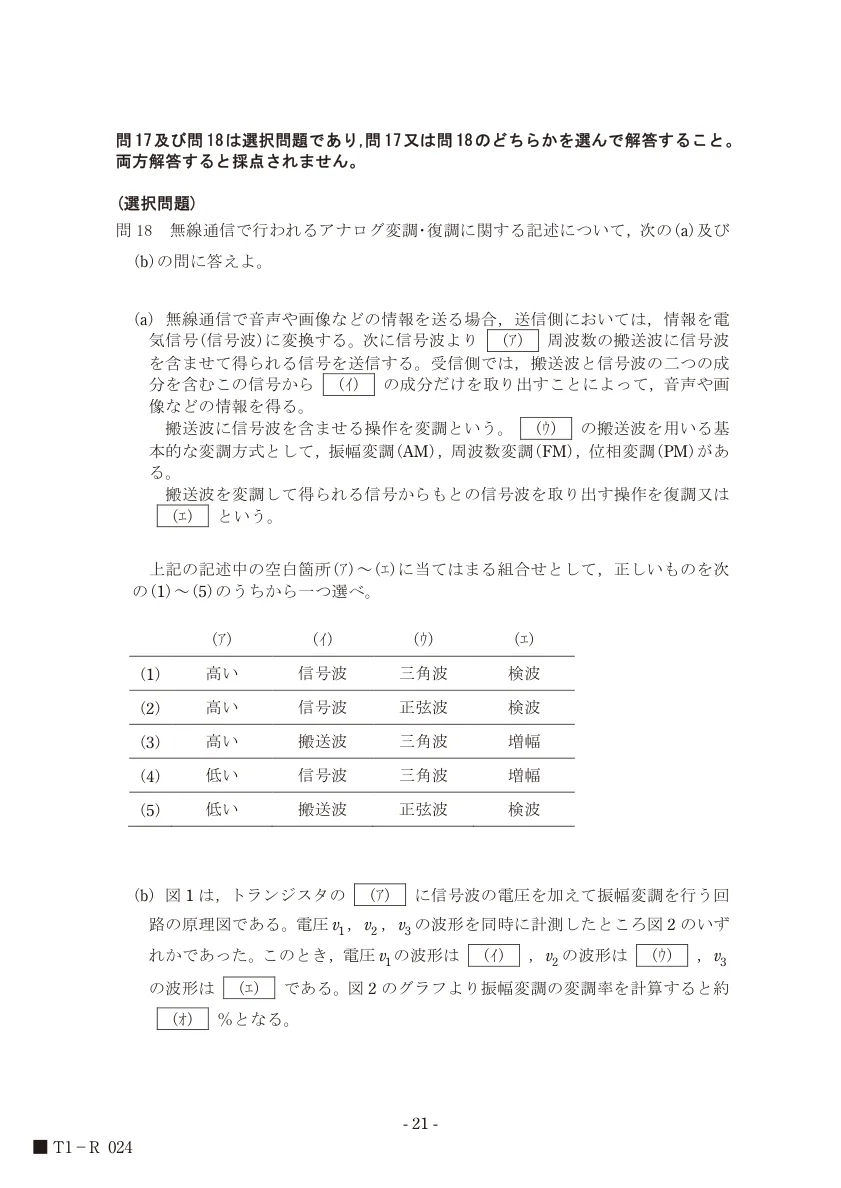 問 17 及び問 18 は選択問題であり,問 17 又は問 18 のどちらかを選んで解答すること。
両方解答すると採点されません。
(選択問題)
問 18 無線通信で行われるアナログ変調・復調に関する記述について，次の(a)及び
(b)の問に答えよ。
(a) 無線通信で音声や画像などの情報を送る場合，送信側においては，情報を電
気信号(信号波)に変換する。次に信号波より (ア) 周波数の搬送波に信号波
を含ませて得られる信号を送信する。受信側では，搬送波と信号波の二つの成
分を含むこの信号から (イ) の成分だけを取り出すことによって，音声や画
像などの情報を得る。
搬送波に信号波を含ませる操作を変調という。 (ウ) の搬送波を用いる基
本的な変調方式として，振幅変調(AM)，周波数変調(FM)，位相変調(PM)があ
る。
搬送波を変調して得られる信号からもとの信号波を取り出す操作を復調又は
(エ) という。
上記の記述中の空白箇所(ア)～(エ)に当てはまる組合せとして，正しいものを次
の(1)～(5)のうちから一つ選べ。
(ア) (イ) (ウ) (エ)
(1) 高い 信号波 三角波 検波
(2) 高い 信号波 正弦波 検波
(3) 高い 搬送波 三角波 増幅
(4) 低い 信号波 三角波 増幅
(5) 低い 搬送波 正弦波 検波
(b) 図 1 は，トランジスタの (ア) に信号波の電圧を加えて振幅変調を行う回
路の原理図である。電圧v1，v2，v3の波形を同時に計測したところ図 2 のいず
れかであった。このとき，電圧v1の波形は (イ) ，v2の波形は (ウ) ，v3
の波形は (エ) である。図 2 のグラフより振幅変調の変調率を計算すると約
(オ) %となる。
- 21 -
■ T1－R 024